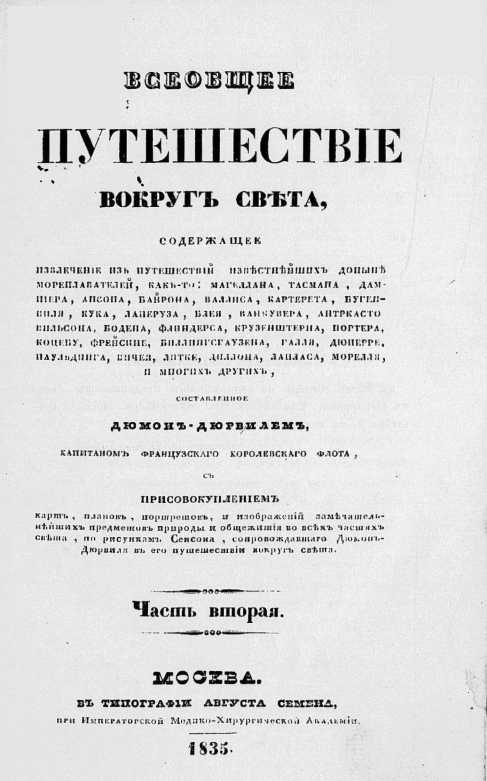 ВСЕОБЩЕЕ
ПУТЕШЕСТВІЕ
ВОКРУГЪ СВѢТА,
СОДЕРЖАЩЕЕ
ИЗВЛЕЧЕНІЕ ИЗЪ ПУТЕШЕСТВІЙ ИЗВѢСТНѢЙШИХЪ ДОНЫНѢ
МОРЕПЛАВАТЕЛЕЙ, КАКЪ-ТО: МАГЕЛЛАНА, ТАСМАНА, ДАМ-
ПІЕРА, АНСОНА, БАЙРОНА, ВАЛЛИСА, КАРТЕРЕТА, БУГЕН-
ВИЛЯ, КУКА, ЛАПЕРУЗА, БЛЕЯ, ВАНКУВЕРА, АНТРКАСТО
ВИЛЬСОНА, БОДЕНА, ФЛИНДЕРСА, КРУЗЕНШТЕРНА, ПОРТЕРА,
КОЦЕБУ, ФРЕЙСИНЕ, БИЛЛИНГСГАУЗЕНА, ГАЛЛЯ, ДЮПЕРРЕ,
ПАУЛЬДИНГА, БИЧЕЯ, ЛИТКЕ, ДИЛЛОНА, ЛАПЛАСА, МОРЕЛЛЯ,
И МНОГИХЪ ДРУГИХЪ,
СОСТАВЛЕННОЕ
ДЮМОНЪ-ДЮРВИЛЕМЪ,
КАПИТАНОМЪ ФРАНЦУЗСКАГО КОРОЛЕВСКАГО ФЛОТА,
СЪ
ПРИСОВОКУПЛЕНІЕМЪ
картъ, плановъ, портретовъ, и изображеній замѣчатель-
нѣйшихъ предметовъ природы и общежитія во всѣхъ частяхъ
свѣта, по рисункамъ Сенсона, сопровождавшаго Дюмонъ-
Дюрвиля въ его путешествіи вокругъ свѣта.
Часть вторая.
МОСКВА.
ВЪ ТИПОГРАФІИ АВГУСТА СЕМЕНА,
при Императорской Медико-Хирургической Академіи.
1835.